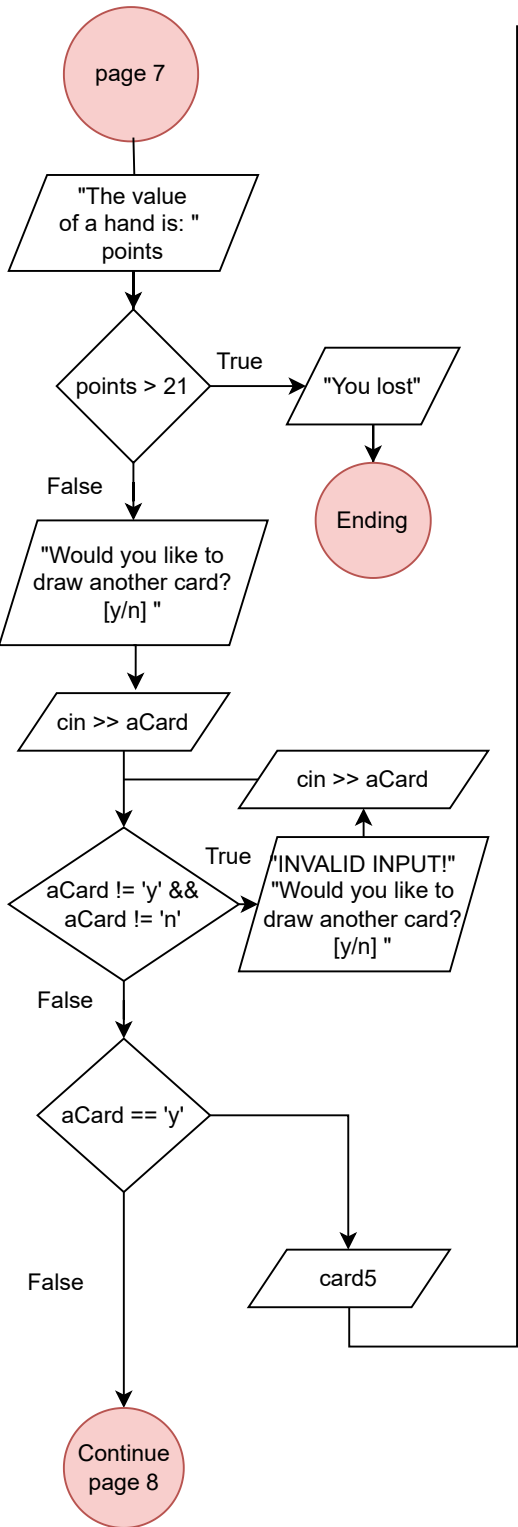 page 7
"The value
of a hand is: "
points
points > 21
True
"You lost"
False
Ending
"Would you like to
draw another card?
[y/n] "
cin >> aCard
cin >> aCard
aCard != 'y' &&
aCard != 'n'
True
"INVALID INPUT!"
"Would you like to
draw another card?
[y/n] "
False
aCard == 'y'
card5
False
Continue
page 8